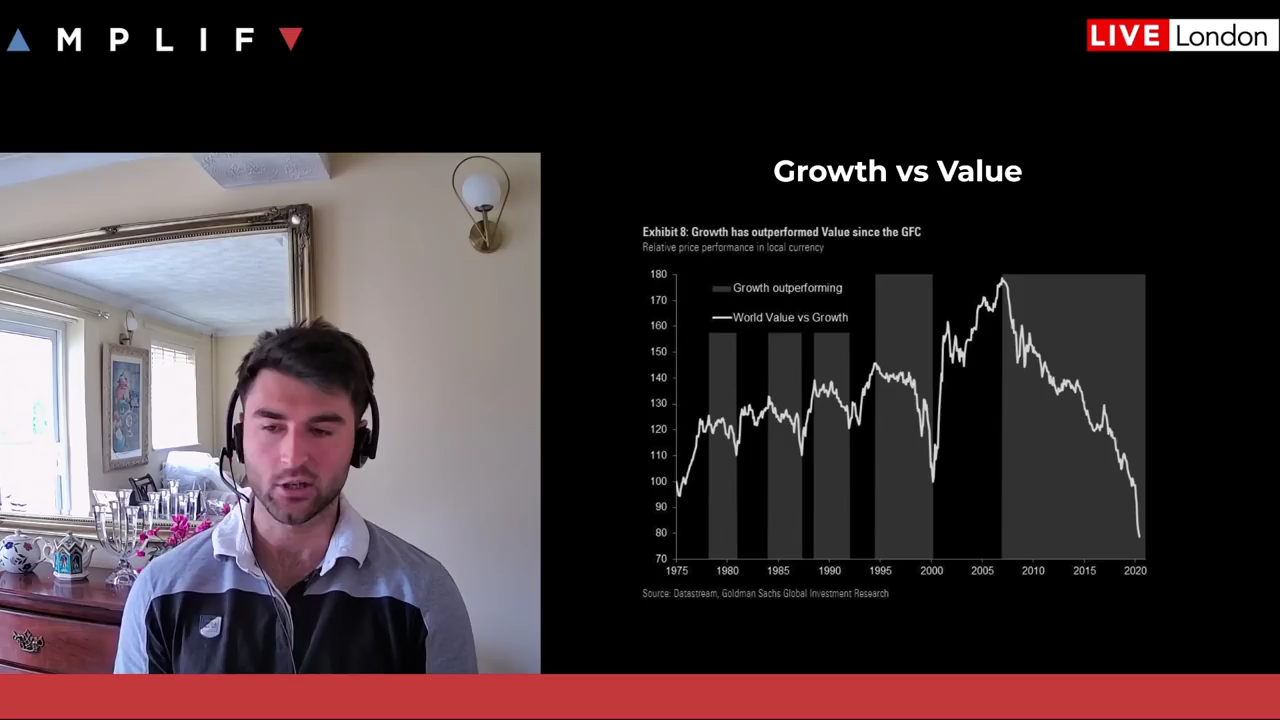 MPLIF
LIVE London
Growth vs Value
Exhibit 8: Growth has outperformed Value since the GFC
Relative price performance in local currency
180
170
160
150
140
130
120
110
100
90
80
70
Growth outperforming
World Value vs Growth
1975 1980 1985 1990 1995 2000 2005 2010 2015 2020
Source: Datastream, Goldman Sachs Global Investment Research